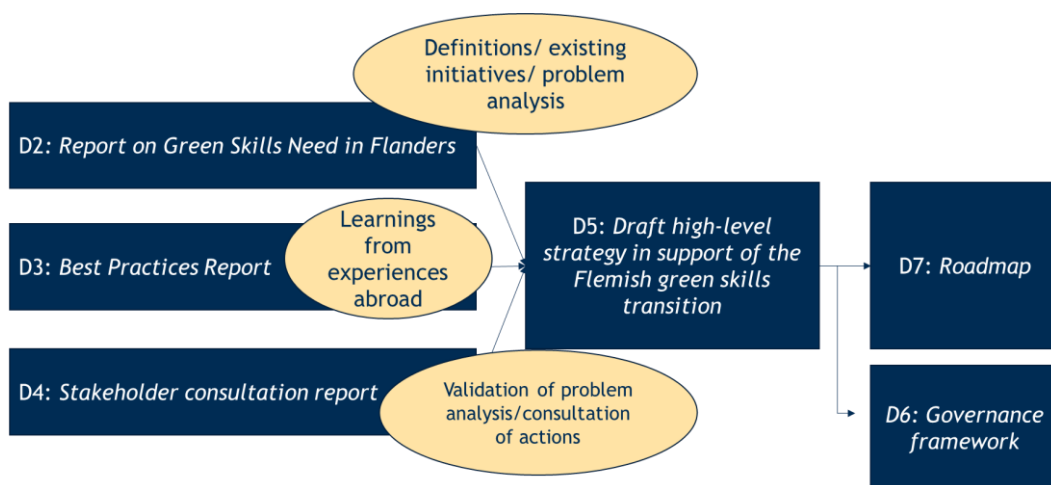 Definitions/ existing
initiatives/ problem
analysis
D2: Report on Green Skills Need in Flanders
Learnings
from
experiences
abroad
D3: Best Practices Report
D4: Stakeholder consultation report
Validation of problem
analysis/consultation
of actions
D5: Draft high-level
strategy in support of the
Flemish green skills
transition
D7: Roadmap
D6: Governance
framework